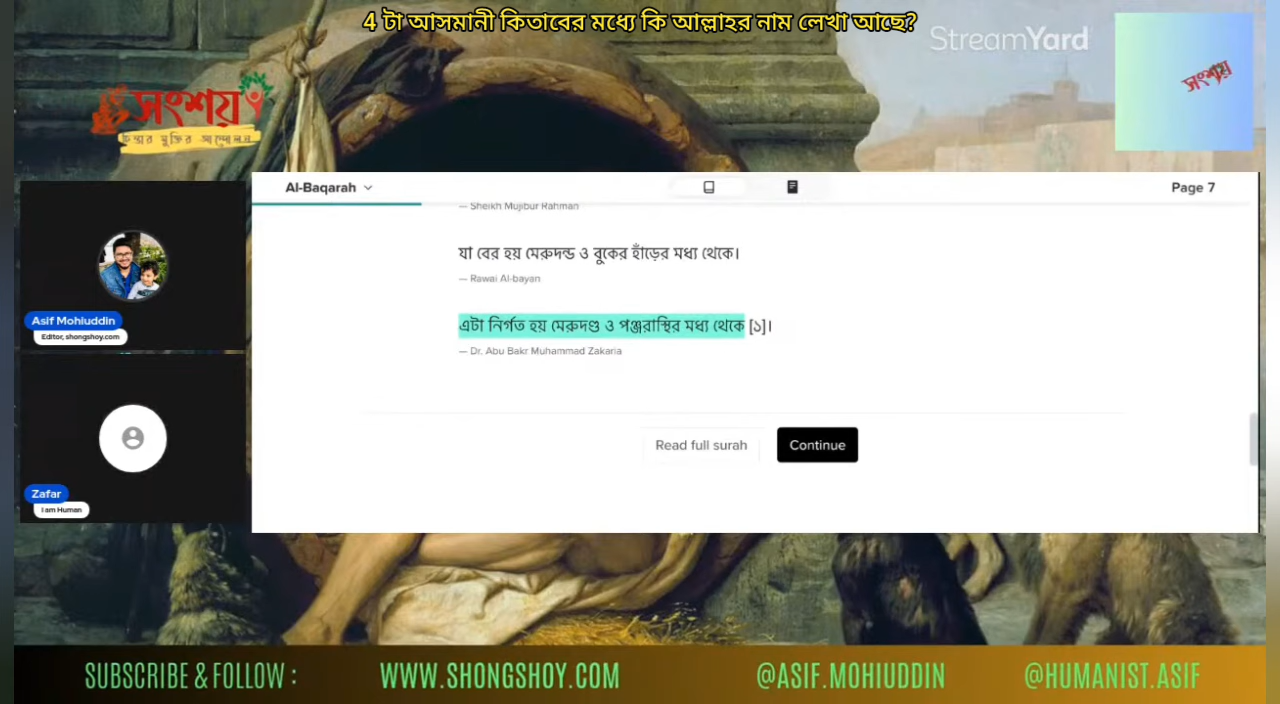 4 টা আসমানী কিতাবের মধ্যে কি আল্লাহর নাম লেখা আছে?
StreamYard
সংশয়
চিন্তার মুক্তির আন্দোলন
সংশয়
Al-Baqarah
Page 7
— Sheikh Mujibur Rahman
যা বের হয় মেরুদন্ড ও বুকের হাঁড়ের মধ্য থেকে।
— Rawai Al-bayan
এটা নির্গত হয় মেরুদণ্ড ও পঞ্জরাস্থির মধ্য থেকে [১]।
— Dr. Abu Bakr Muhammad Zakaria
Read full surah
Continue
Asif Mohiuddin
Editor, shongshoy.com
Zafar
I am Human
SUBSCRIBE & FOLLOW : WWW.SHONGSHOY.COM @ASIF.MOHIUDDIN @HUMANIST.ASIF